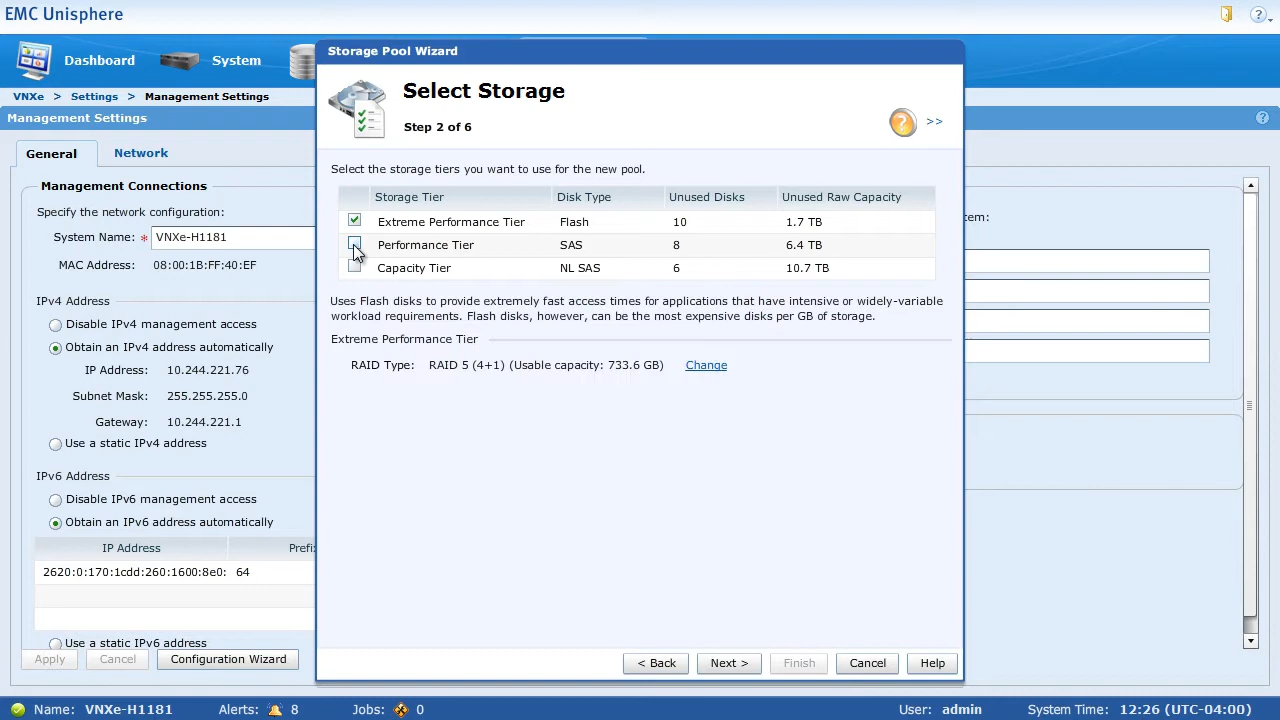 EMC Unisphere
Dashboard
System
VNXe > Settings > Management Settings
Management Settings
General
Network
Management Connections
Specify the network configuration:
System Name: * VNXe-H1181
MAC Address: 08:00:1B:FF:40:EF
IPv4 Address
Disable IPv4 management access
Obtain an IPv4 address automatically
IP Address: 10.244.221.76
Subnet Mask: 255.255.255.0
Gateway: 10.244.221.1
Use a static IPv4 address
IPv6 Address
Disable IPv6 management access
Obtain an IPv6 address automatically
IP Address
2620:0:170:1cdd:260:1600:8e0: 64
Use a static IPv6 address
Apply Cancel Configuration Wizard
Storage Pool Wizard
Select Storage
Step 2 of 6
? >>
Select the storage tiers you want to use for the new pool.
Storage Tier Disk Type Unused Disks Unused Raw Capacity
Extreme Performance Tier Flash 10 1.7 TB
Performance Tier SAS 8 6.4 TB
Capacity Tier NL SAS 6 10.7 TB
Uses Flash disks to provide extremely fast access times for applications that have intensive or widely-variable
workload requirements. Flash disks, however, can be the most expensive disks per GB of storage.
Extreme Performance Tier
RAID Type: RAID 5 (4+1) (Usable capacity: 733.6 GB) Change
< Back Next > Finish Cancel Help
Name: VNXe-H1181 Alerts: 8 Jobs: 0 User: admin System Time: 12:26 (UTC-04:00)